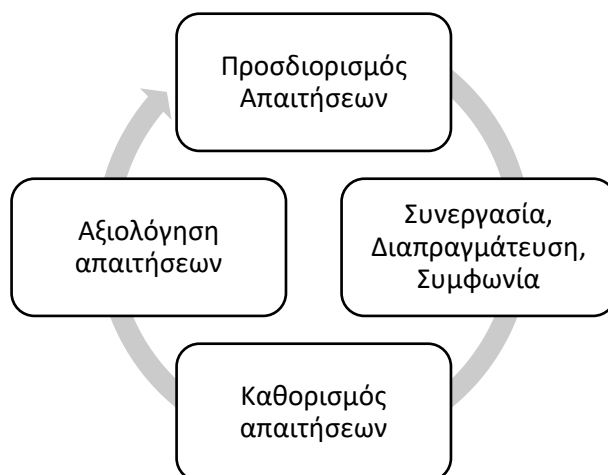 Προσδιορισμός
Απαιτήσεων
Συνεργασία,
Διαπραγμάτευση,
Συμφωνία
Καθορισμός
απαιτήσεων
Αξιολόγηση
απαιτήσεων